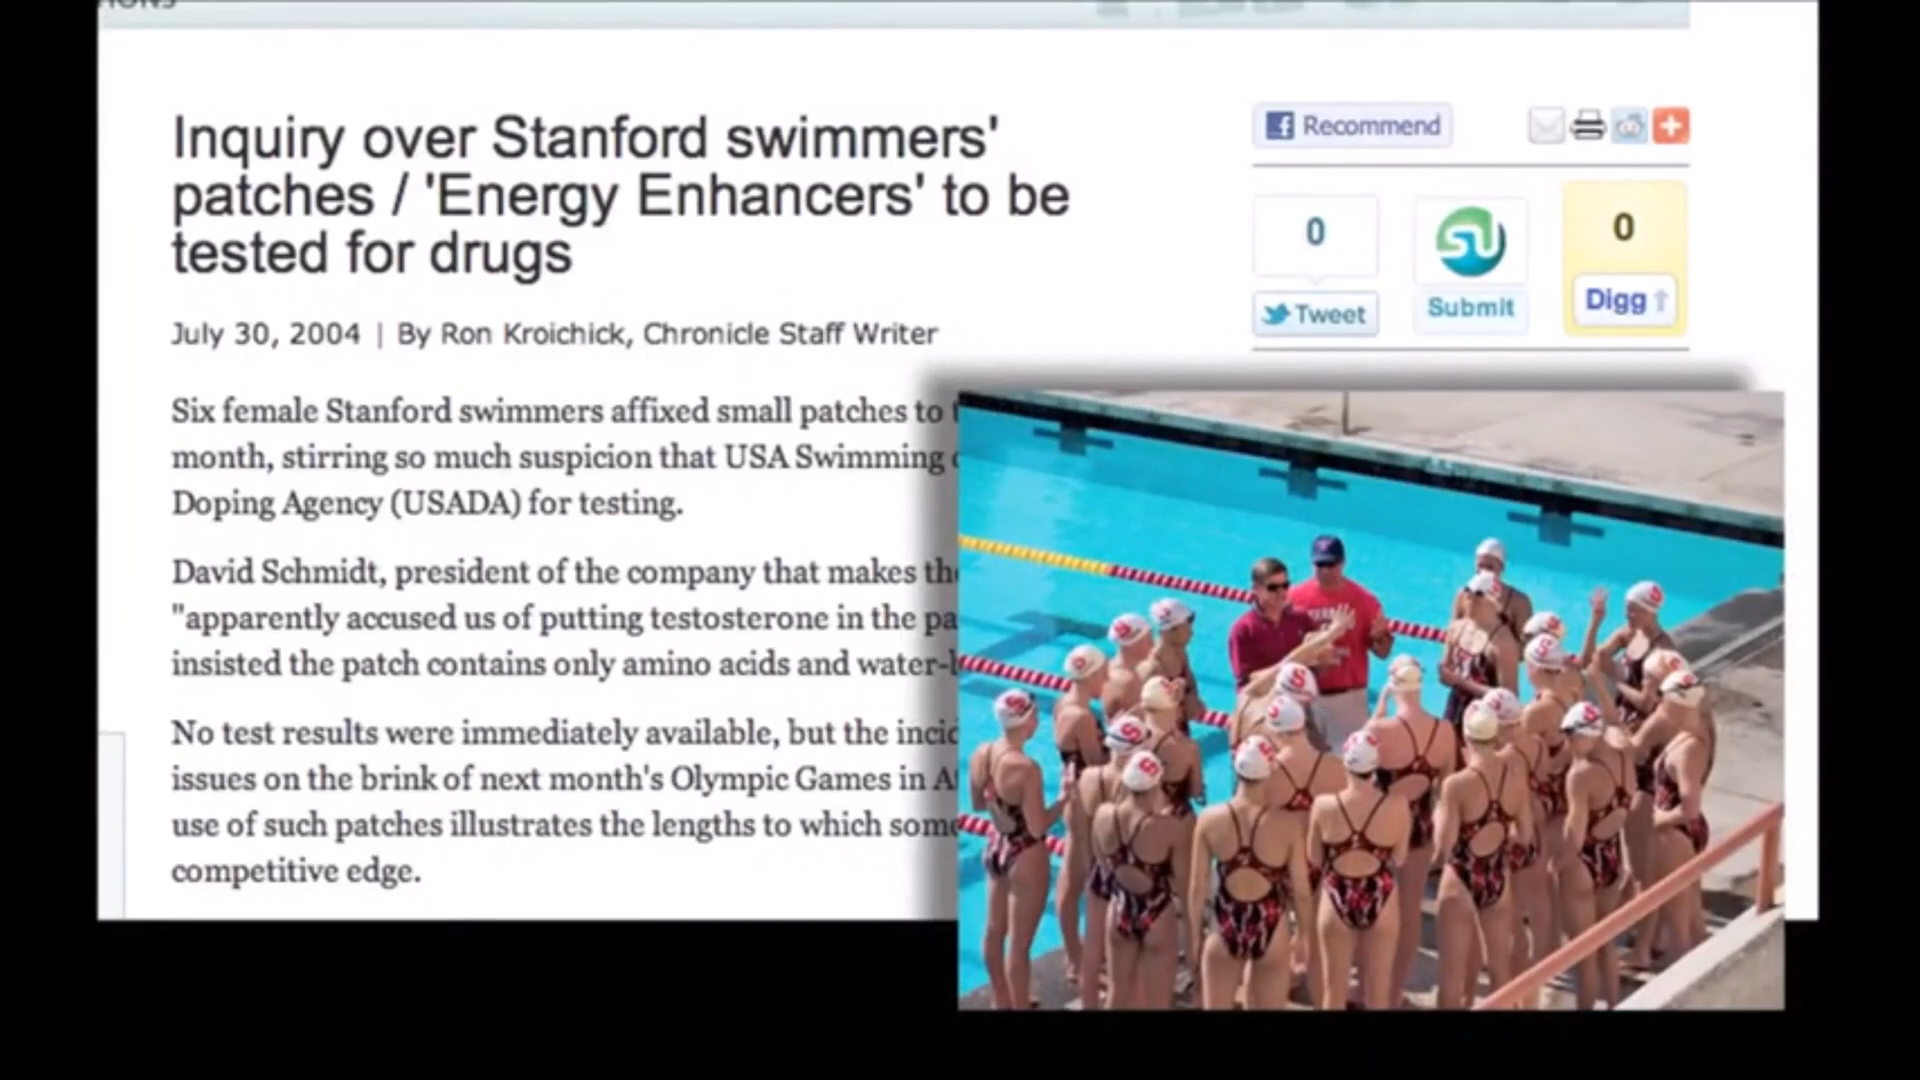 Inquiry over Stanford swimmers'
patches / 'Energy Enhancers' to be
tested for drugs
July 30, 2004 | By Ron Kroichick, Chronicle Staff Writer
Recommend
0
Tweet
Submit
0
Digg
Six female Stanford swimmers affixed small patches to
month, stirring so much suspicion that USA Swimming
Doping Agency (USADA) for testing.
David Schmidt, president of the company that makes
"apparently accused us of putting testosterone in the
insisted the patch contains only amino acids and
No test results were immediately available, but the
issues on the brink of next month's Olympic Games in
use of such patches illustrates the lengths to which
competitive edge.